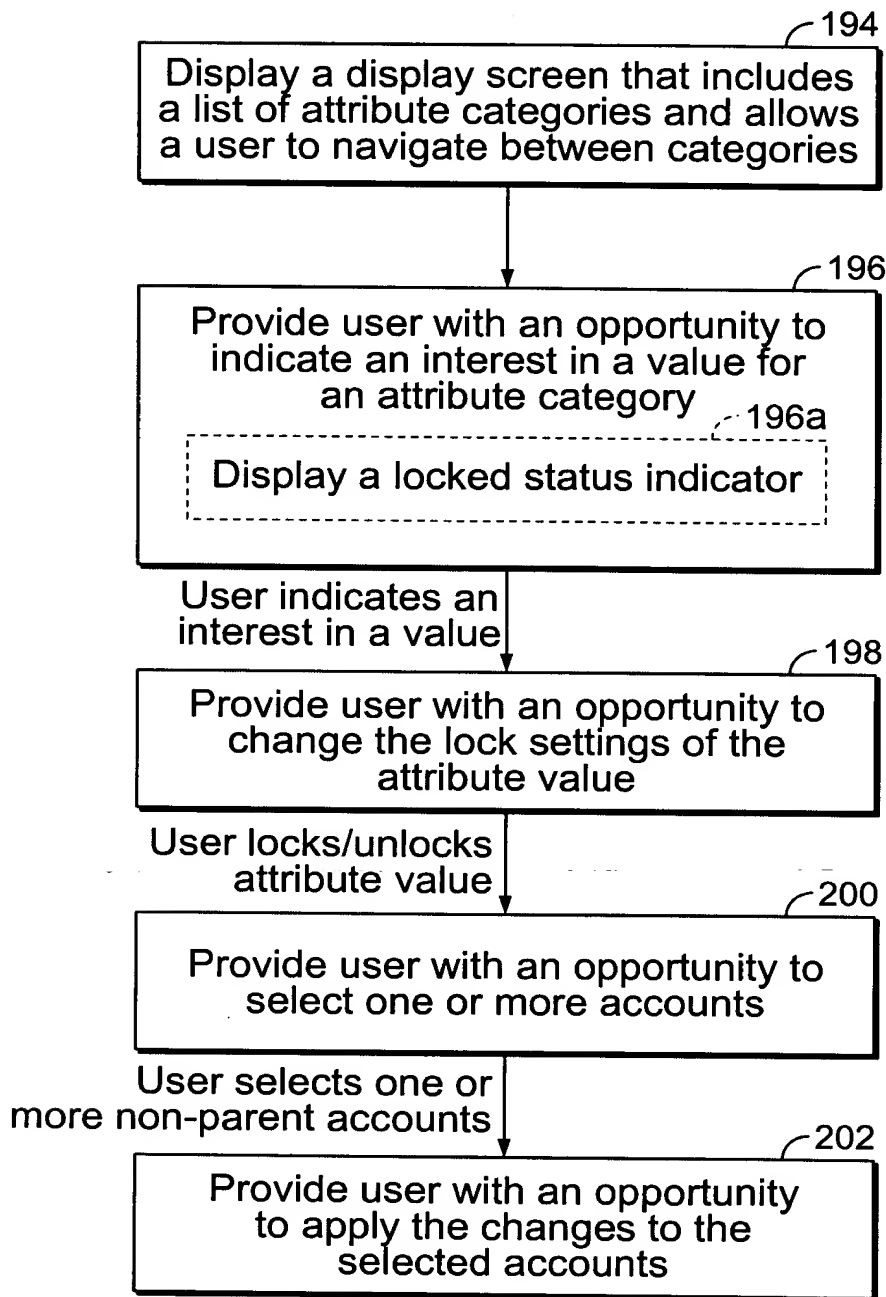 194
Display a display screen that includes
a list of attribute categories and allows
a user to navigate between categories
196
Provide user with an opportunity to
indicate an interest in a value for
an attribute category
196a
Display a locked status indicator
User indicates an
interest in a value
198
Provide user with an opportunity to
change the lock settings of the
attribute value
User locks/unlocks
attribute value
200
Provide user with an opportunity to
select one or more accounts
User selects one or
more non-parent accounts
202
Provide user with an opportunity
to apply the changes to the
selected accounts